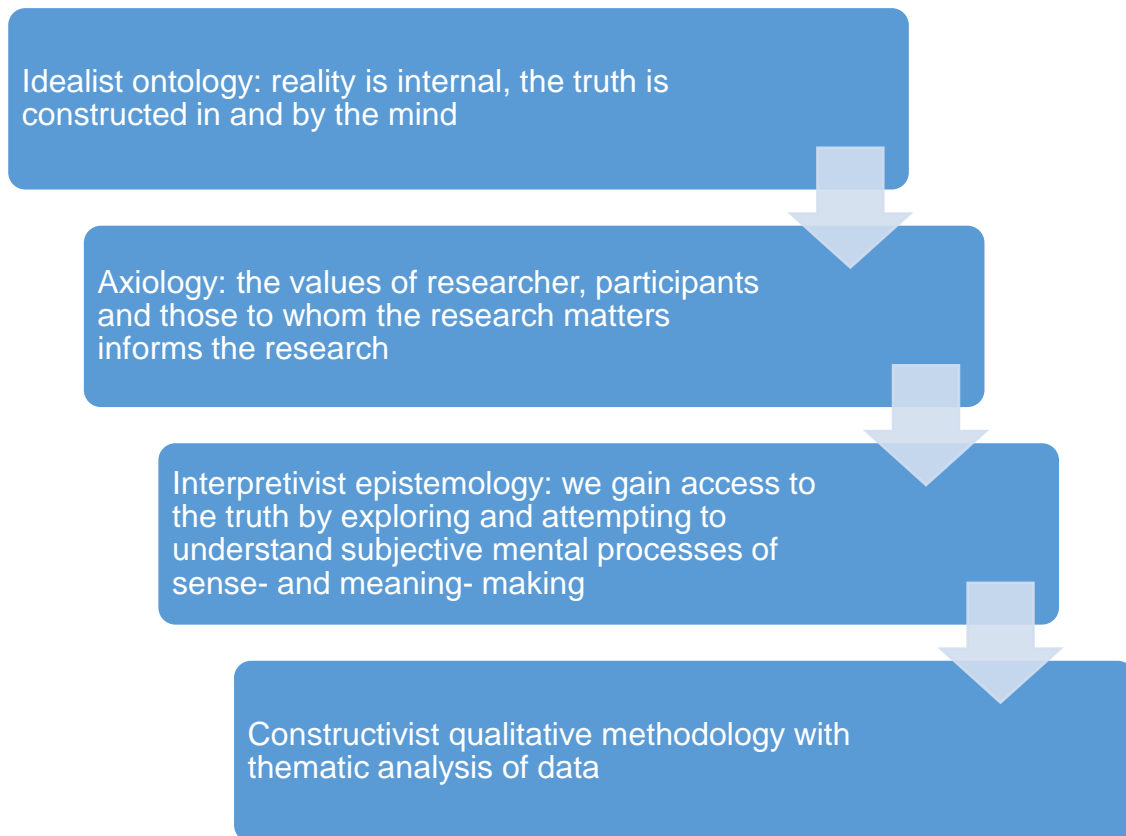 Idealist ontology: reality is internal, the truth is
constructed in and by the mind
Axiology: the values of researcher, participants
and those to whom the research matters
informs the research
Interpretivist epistemology: we gain access to
the truth by exploring and attempting to
understand subjective mental processes of
sense- and meaning- making
Constructivist qualitative methodology with
thematic analysis of data